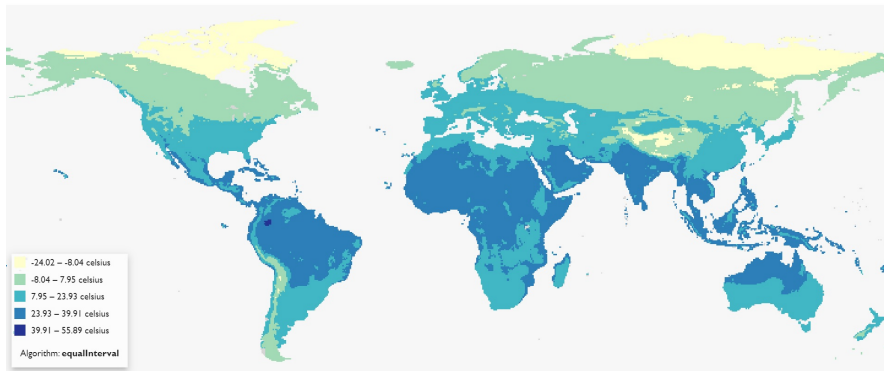 -24.02 – -8.04 celsius
-8.04 – 7.95 celsius
7.95 – 23.93 celsius
23.93 – 39.91 celsius
39.91 – 55.89 celsius
Algorithm: equalInterval